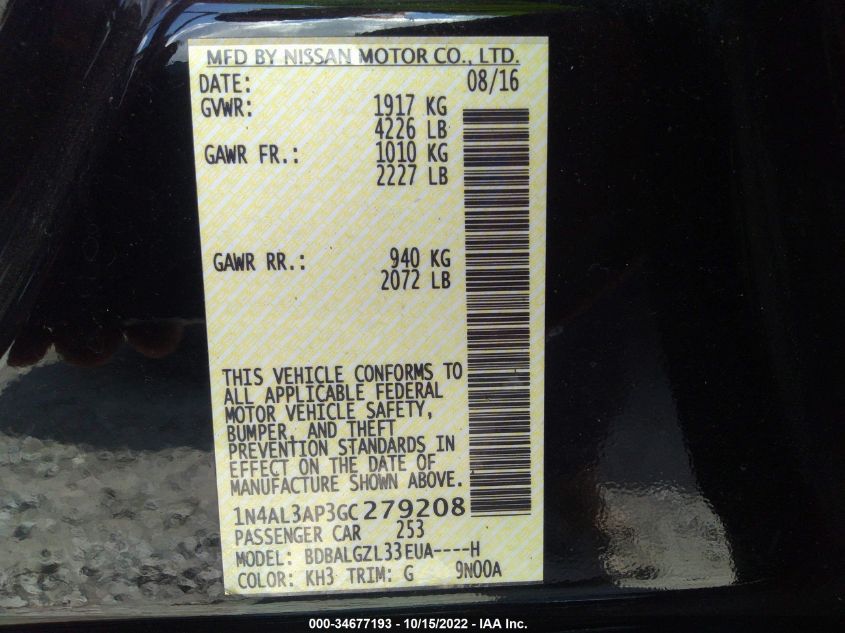 MFD BY NISSAN MOTOR CO., LTD.
DATE: 08/16
GVWR: 1917 KG
4226 LB
GAWR FR.: 1010 KG
2227 LB
GAWR RR.: 940 KG
2072 LB
THIS VEHICLE CONFORMS TO
ALL APPLICABLE FEDERAL
MOTOR VEHICLE SAFETY,
BUMPER, AND THEFT
PREVENTION STANDARDS IN
EFFECT ON THE DATE OF
MANUFACTURE SHOWN ABOVE.
1N4AL3AP3GC279208
PASSENGER CAR 253
MODEL: BDBALGZL33EUA----H
COLOR: KH3 TRIM: G 9N00A
000-34677193 - 10/15/2022 - IAA Inc.